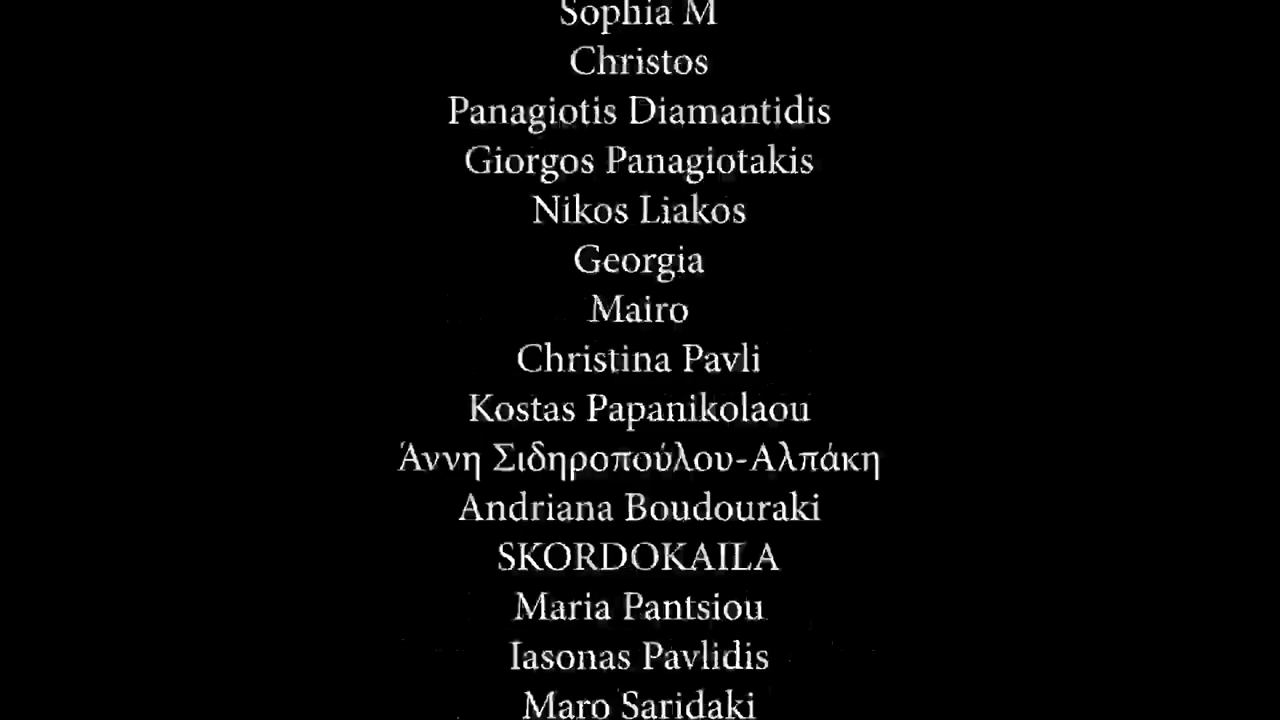 Sophia M
Christos
Panagiotis Diamantidis
Giorgos Panagiotakis
Nikos Liakos
Georgia
Mairo
Christina Pavli
Kostas Papanikolaou
Άννη Σιδηροπούλου-Αλπάκη
Andriana Boudouraki
SKORDOKAILA
Maria Pantsiou
Iasonas Pavlidis
Maro Saridaki